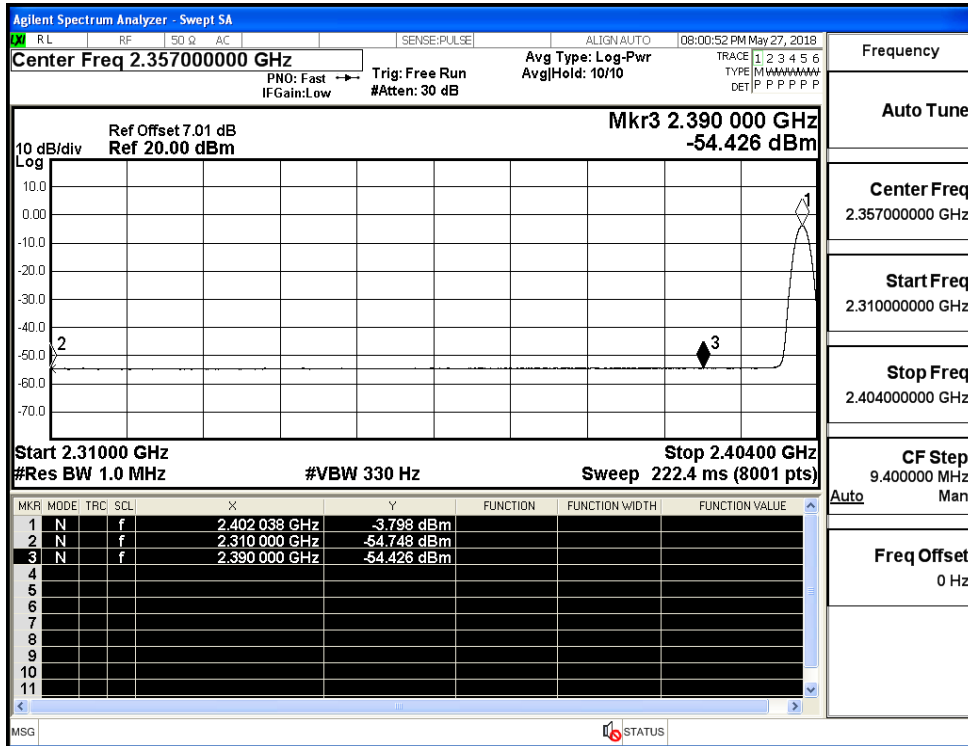 Agilent Spectrum Analyzer - Swept SA
LXI RL RF 50 Ω AC SENSE:PULSE ALIGN AUTO 08:00:52 PM May 27, 2018
Center Freq 2.357000000 GHz
PNO: Fast
IFGain:Low
Trig: Free Run
#Atten: 30 dB
Avg Type: Log-Pwr
Avg|Hold: 10/10
TRACE 1 2 3 4 5 6
TYPE M WWWWW
DET P P P P P P
Ref Offset 7.01 dB
10 dB/div Ref 20.00 dBm
Log
Mkr3 2.390 000 GHz
-54.426 dBm
10.0
0.00
-10.0
-20.0
-30.0
-40.0
-50.0
-60.0
-70.0
1
2
3
Start 2.31000 GHz Stop 2.40400 GHz
#Res BW 1.0 MHz #VBW 330 Hz Sweep 222.4 ms (8001 pts)
MKR MODE TRC SCL X Y FUNCTION FUNCTION WIDTH FUNCTION VALUE
1 N f 2.402 038 GHz -3.798 dBm
2 N f 2.310 000 GHz -54.748 dBm
3 N f 2.390 000 GHz -54.426 dBm
4
5
6
7
8
9
10
11
MSG STATUS
Frequency
Auto Tune
Center Freq
2.357000000 GHz
Start Freq
2.310000000 GHz
Stop Freq
2.404000000 GHz
CF Step
9.400000 MHz
Auto Man
Freq Offset
0 Hz